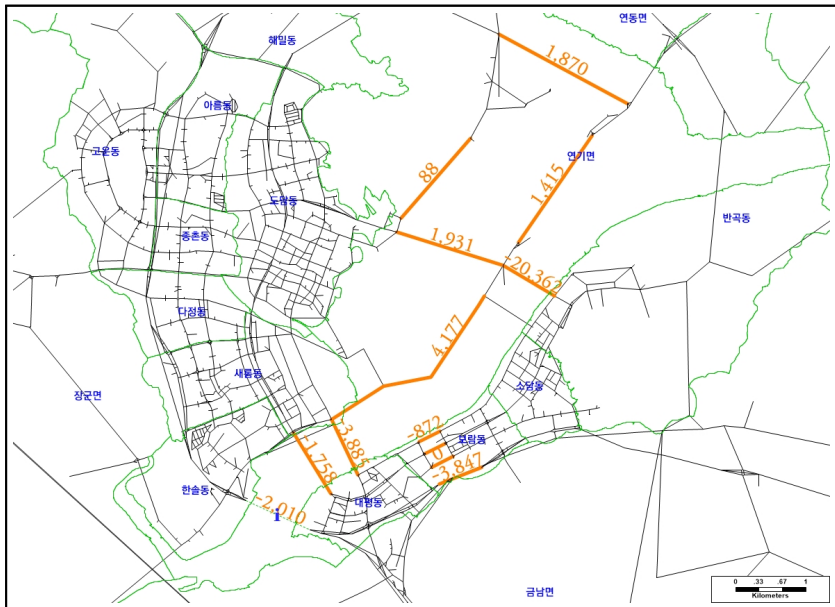 연동면
해밀동
1,870
아름동
고운동
88
연기면
1,415
도담동
반곡동
종촌동
1,931
-20,362
다정동
4,177
새롬동
장군면
소담동
-872
보람동
0
-3,884
-1,758
-3,847
한솔동
대평동
-2,010
i
금남면
0 .33 .67 1
Kilometers